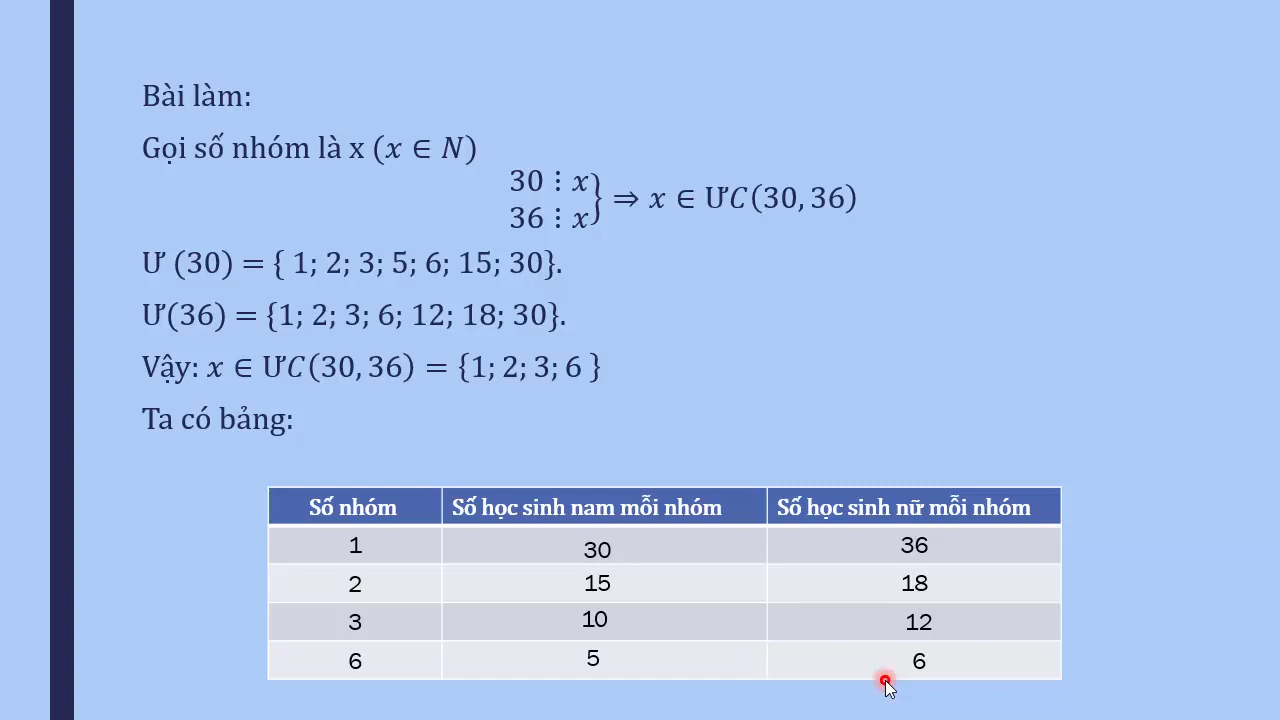 Bài làm:
Gọi số nhóm là x (x ∈ N)
30 ⋮ x
36 ⋮ x} ⇒ x ∈ ƯC(30, 36)
Ư (30) = { 1; 2; 3; 5; 6; 15; 30}.
Ư(36) = {1; 2; 3; 6; 12; 18; 30}.
Vậy: x ∈ ƯC(30, 36) = {1; 2; 3; 6 }
Ta có bảng:
Số nhóm Số học sinh nam mỗi nhóm Số học sinh nữ mỗi nhóm
1 30 36
2 15 18
3 10 12
6 5 6